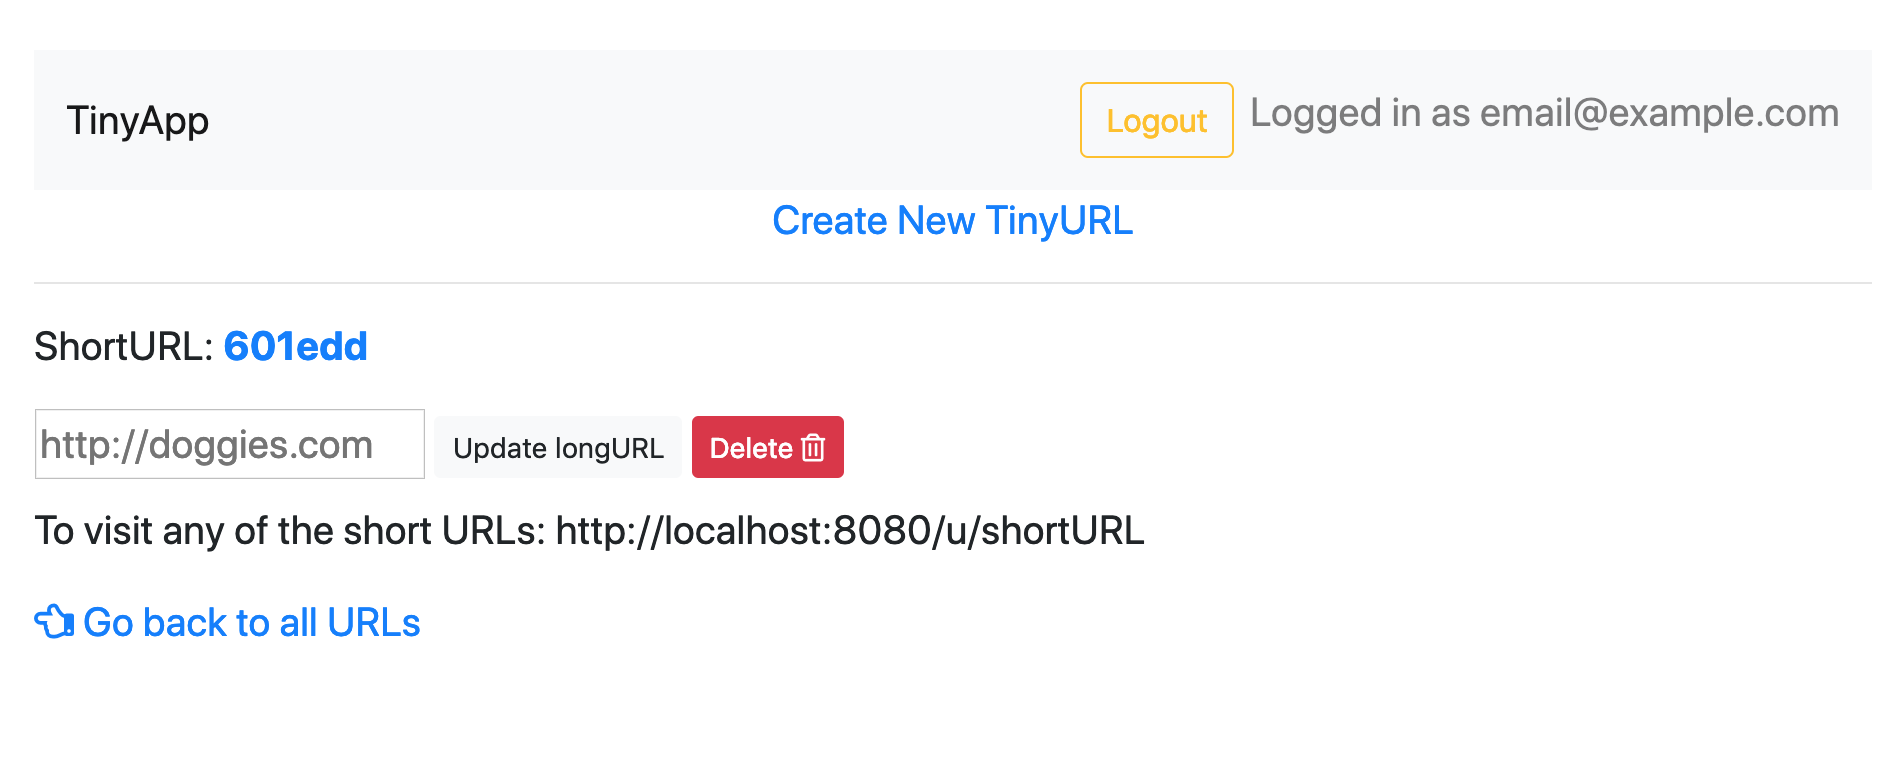 TinyApp
Logout Logged in as email@example.com
Create New TinyURL
ShortURL: 601edd
http://doggies.com Update longURL Delete
To visit any of the short URLs: http://localhost:8080/u/shortURL
Go back to all URLs